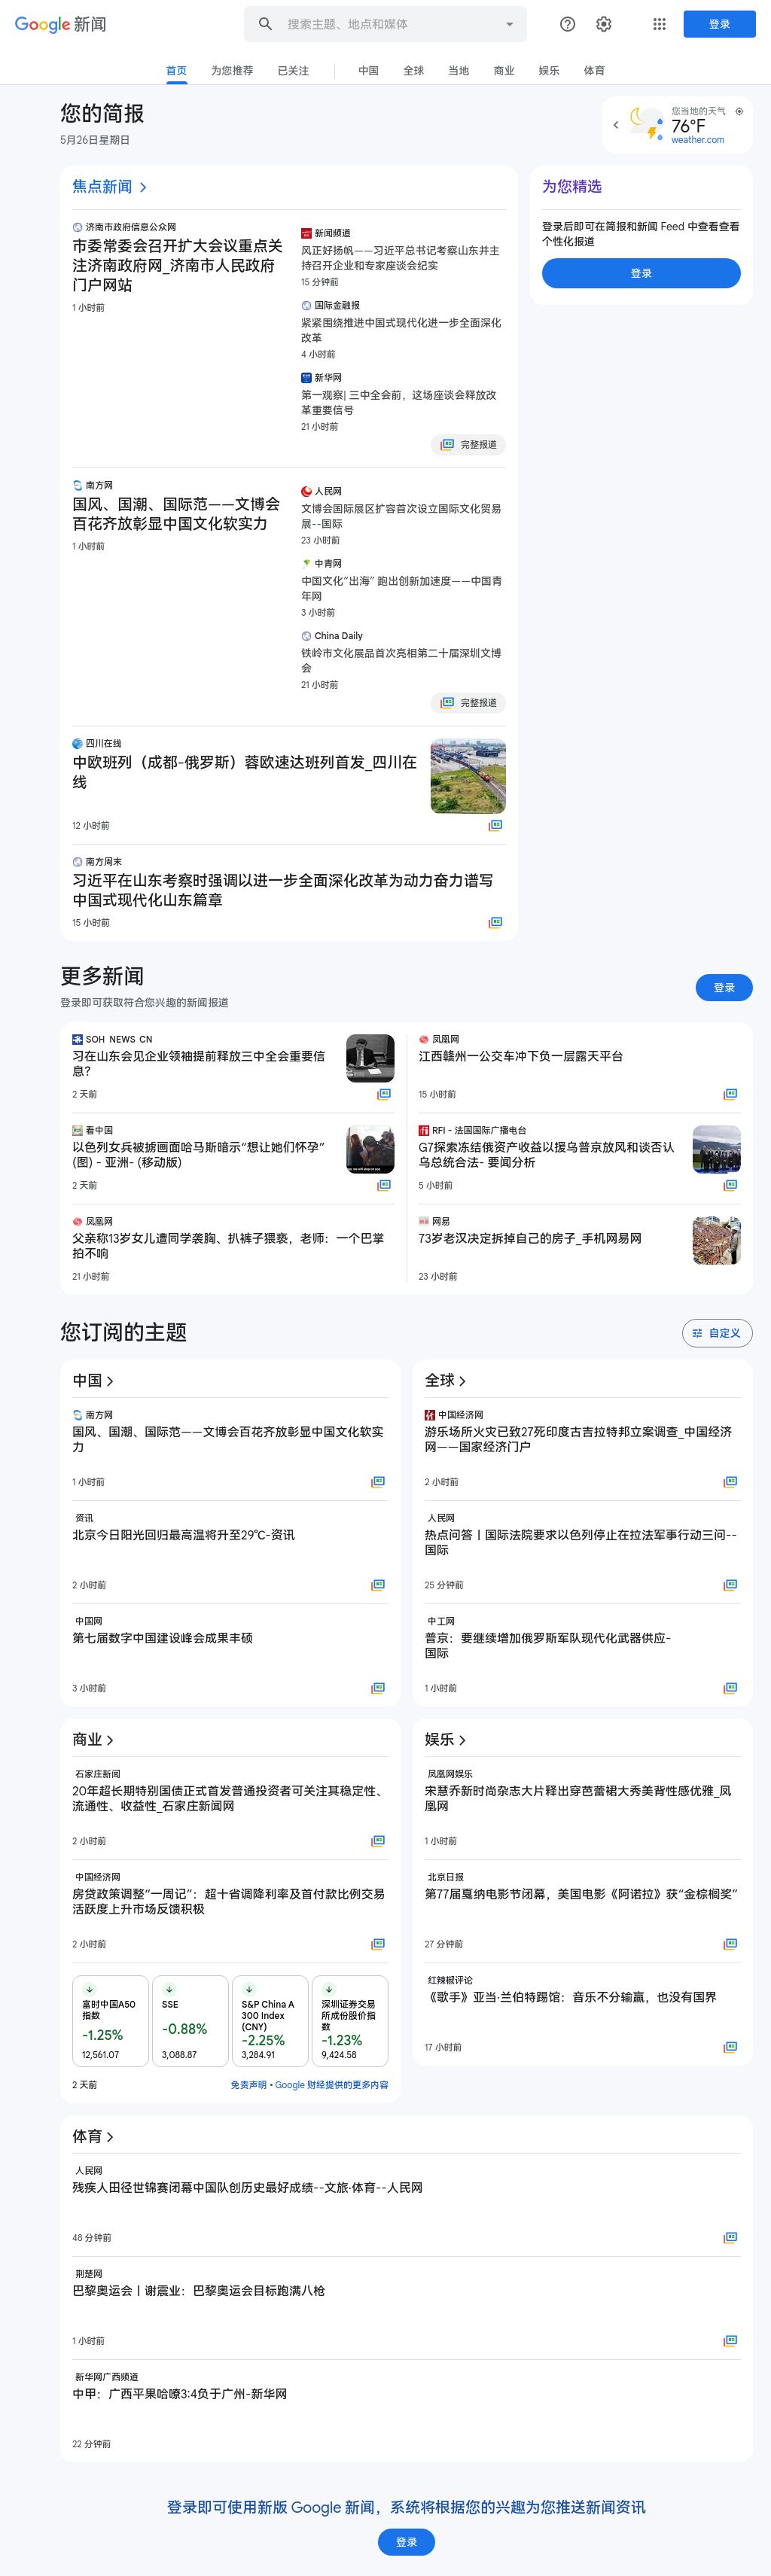 Google 新闻
搜索主题、地点和媒体
登录
首页
为您推荐
已关注
中国
全球
当地
商业
娱乐
体育
您的简报
5月26日星期日
您当地的天气
76°F
weather.com
焦点新闻
济南市政府信息公众网
市委常委会召开扩大会议重点关
注济南政府网_济南市人民政府
门户网站
1 小时前
新闻频道
风正好扬帆——习近平总书记考察山东并主
持召开企业和专家座谈会纪实
15 分钟前
国际金融报
紧紧围绕推进中国式现代化进一步全面深化
改革
4 小时前
新华网
第一观察| 三中全会前，这场座谈会释放改
革重要信号
21 小时前
完整报道
为您精选
登录后即可在简报和新闻 Feed 中查看查看
个性化报道
登录
南方网
国风、国潮、国际范——文博会
百花齐放彰显中国文化软实力
1 小时前
人民网
文博会国际展区扩容首次设立国际文化贸易
展--国际
23 小时前
中青网
中国文化“出海” 跑出创新加速度——中国青
年网
3 小时前
China Daily
铁岭市文化展品首次亮相第二十届深圳文博
会
21 小时前
完整报道
四川在线
中欧班列（成都-俄罗斯）蓉欧速达班列首发_四川在
线
12 小时前
南方周末
习近平在山东考察时强调以进一步全面深化改革为动力奋力谱写
中国式现代化山东篇章
15 小时前
更多新闻
登录即可获取符合您兴趣的新闻报道
登录
SOH NEWS CN
习在山东会见企业领袖提前释放三中全会重要信
息？
2 天前
凤凰网
江西赣州一公交车冲下负一层露天平台
15 小时前
看中国
以色列女兵被掳画面哈马斯暗示“想让她们怀孕”
(图) - 亚洲- (移动版)
2 天前
RFI - 法国国际广播电台
G7探索冻结俄资产收益以援乌普京放风和谈否认
乌总统合法- 要闻分析
5 小时前
凤凰网
父亲称13岁女儿遭同学袭胸、扒裤子猥亵，老师：一个巴掌
拍不响
21 小时前
网易
73岁老汉决定拆掉自己的房子_手机网易网
23 小时前
您订阅的主题
自定义
中国
南方网
国风、国潮、国际范——文博会百花齐放彰显中国文化软实
力
1 小时前
资讯
北京今日阳光回归最高温将升至29℃-资讯
2 小时前
中国网
第七届数字中国建设峰会成果丰硕
3 小时前
全球
中国经济网
游乐场所火灾已致27死印度古吉拉特邦立案调查_中国经济
网——国家经济门户
2 小时前
人民网
热点问答丨国际法院要求以色列停止在拉法军事行动三问--
国际
25 分钟前
中工网
普京：要继续增加俄罗斯军队现代化武器供应-
国际
1 小时前
商业
石家庄新闻
20年超长期特别国债正式首发普通投资者可关注其稳定性、
流通性、收益性_石家庄新闻网
2 小时前
中国经济网
房贷政策调整“一周记”：超十省调降利率及首付款比例交易
活跃度上升市场反馈积极
2 小时前
富时中国A50
指数
-1.25%
12,561.07
SSE
-0.88%
3,088.87
S&P China A
300 Index
(CNY)
-2.25%
3,284.91
深圳证券交易
所成份股价指
数
-1.23%
9,424.58
2 天前
免责声明 • Google 财经提供的更多内容
娱乐
凤凰网娱乐
宋慧乔新时尚杂志大片释出穿芭蕾裙大秀美背性感优雅_凤
凰网
1 小时前
北京日报
第77届戛纳电影节闭幕，美国电影《阿诺拉》获“金棕榈奖”
27 分钟前
红辣椒评论
《歌手》亚当·兰伯特踢馆：音乐不分输赢，也没有国界
17 小时前
体育
人民网
残疾人田径世锦赛闭幕中国队创历史最好成绩--文旅·体育--人民网
48 分钟前
荆楚网
巴黎奥运会丨谢震业：巴黎奥运会目标跑满八枪
1 小时前
新华网广西频道
中甲：广西平果哈嘹3:4负于广州-新华网
22 分钟前
登录即可使用新版 Google 新闻，系统将根据您的兴趣为您推送新闻资讯
登录